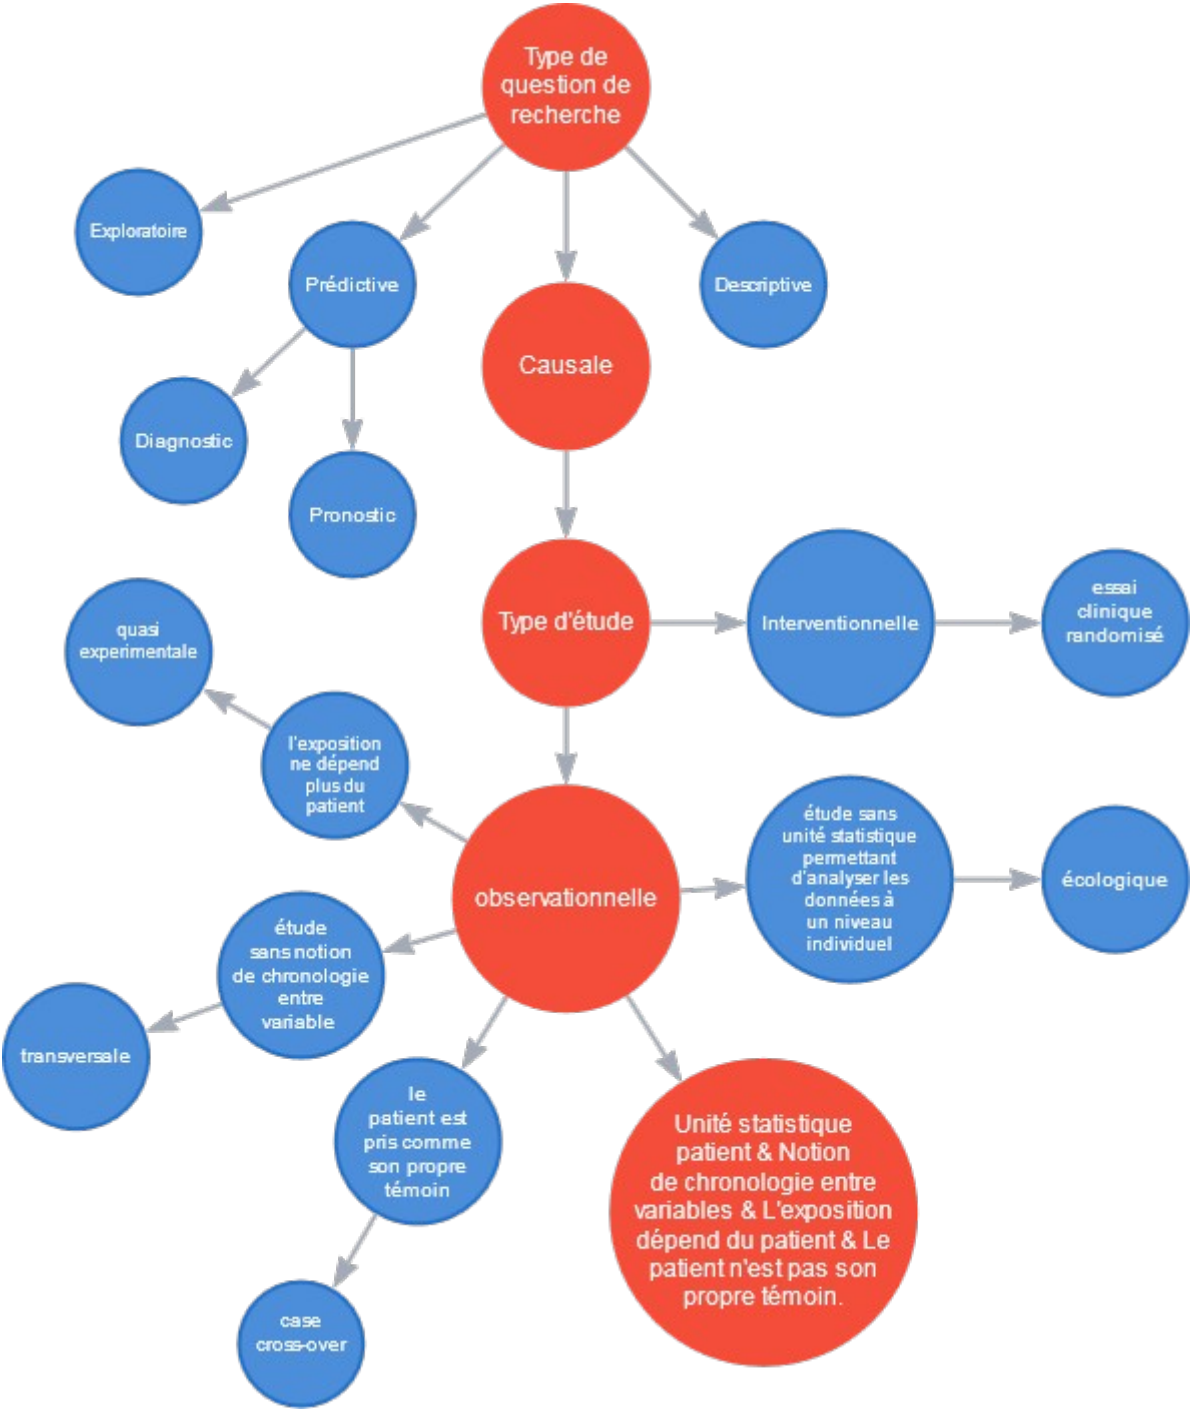 Type de
question de
recherche
Exploratoire
Prédictive
Descriptive
Causale
Diagnostic
Pronostic
Type d'étude
Interventionnelle
essai
clinique
randomisé
quasi
experimentale
l'exposition
ne dépend
plus du
patient
observationnelle
étude sans
unité statistique
permettant
d'analyser les
données à
un niveau
individuel
écologique
étude
sans notion
de chronologie
entre
variable
transversale
le
patient est
pris comme
son propre
témoin
Unité statistique
patient & Notion
de chronologie entre
variables & L'exposition
dépend du patient & Le
patient n'est pas son
propre témoin.
case
cross-over